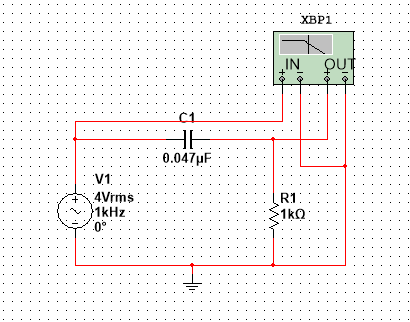 XBP1
IN OUT
+ − + −
C1
0.047µF
V1
4Vrms
1kHz
0°
R1
1kΩ